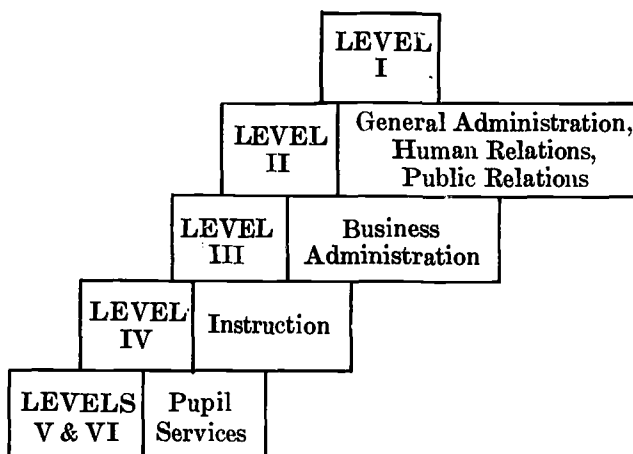 LEVEL
I
LEVEL
II
General Administration,
Human Relations,
Public Relations
LEVEL
III
Business
Administration
LEVEL
IV
Instruction
LEVELS
V & VI
Pupil
Services